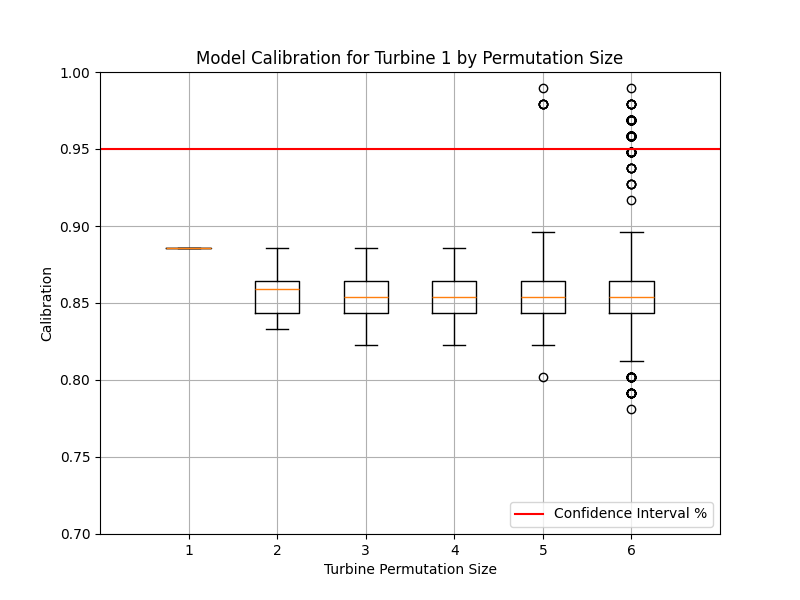 Model Calibration for Turbine 1 by Permutation Size
1.00
0.95
0.90
0.85
0.80
0.75
0.70
Calibration
Confidence Interval %
1 2 3 4 5 6
Turbine Permutation Size